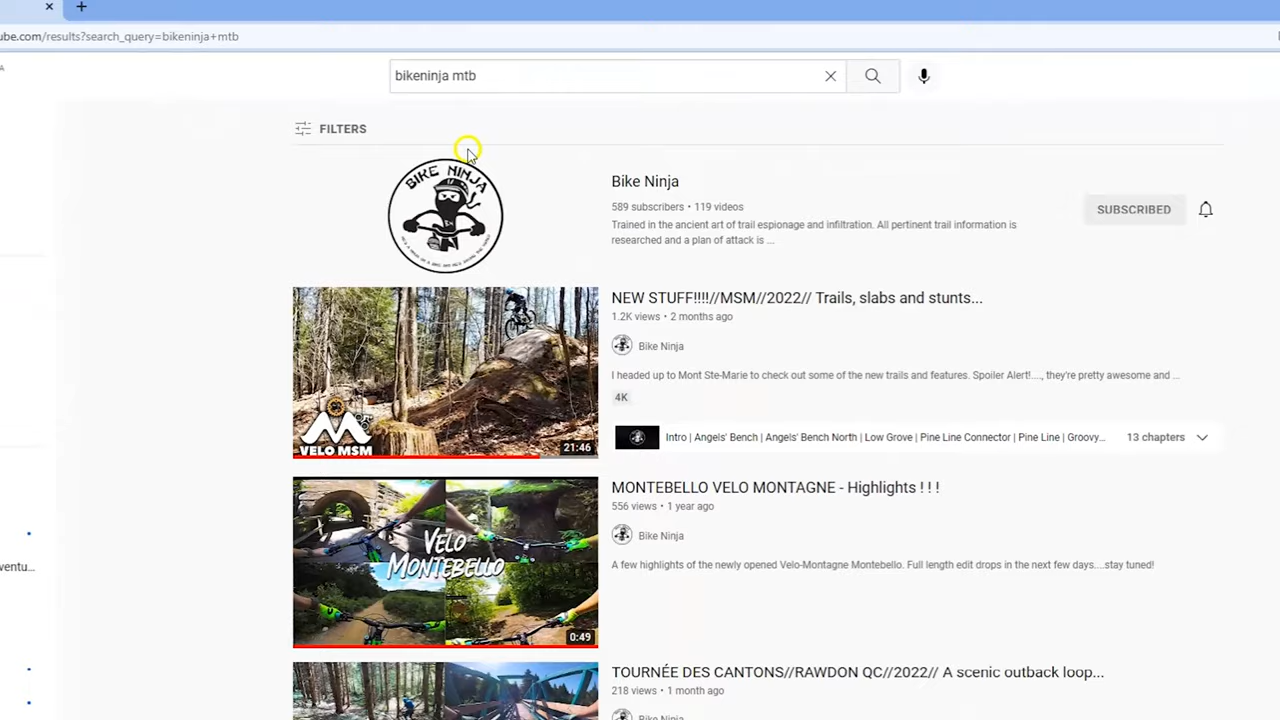 ube.com/results?search_query=bikeninja+mtb
A
bikeninja mtb
FILTERS
BIKE NINJA
Bike Ninja
589 subscribers • 119 videos
Trained in the ancient art of trail espionage and infiltration. All pertinent trail information is
researched and a plan of attack is ...
SUBSCRIBED
NEW STUFF!!!!//MSM//2022// Trails, slabs and stunts...
1.2K views • 2 months ago
Bike Ninja
I headed up to Mont Ste-Marie to check out some of the new trails and features. Spoiler Alert!...., they're pretty awesome and ...
4K
Intro | Angels' Bench | Angels' Bench North | Low Grove | Pine Line Connector | Pine Line | Groovy...
13 chapters
VELO MSM
21:46
MONTEBELLO VELO MONTAGNE - Highlights ! ! !
556 views • 1 year ago
Bike Ninja
A few highlights of the newly opened Velo-Montagne Montebello. Full length edit drops in the next few days....stay tuned!
VELO
MONTEBELLO
0:49
ventu...
TOURNÉE DES CANTONS//RAWDON QC//2022// A scenic outback loop...
218 views • 1 month ago
Bike Ninja